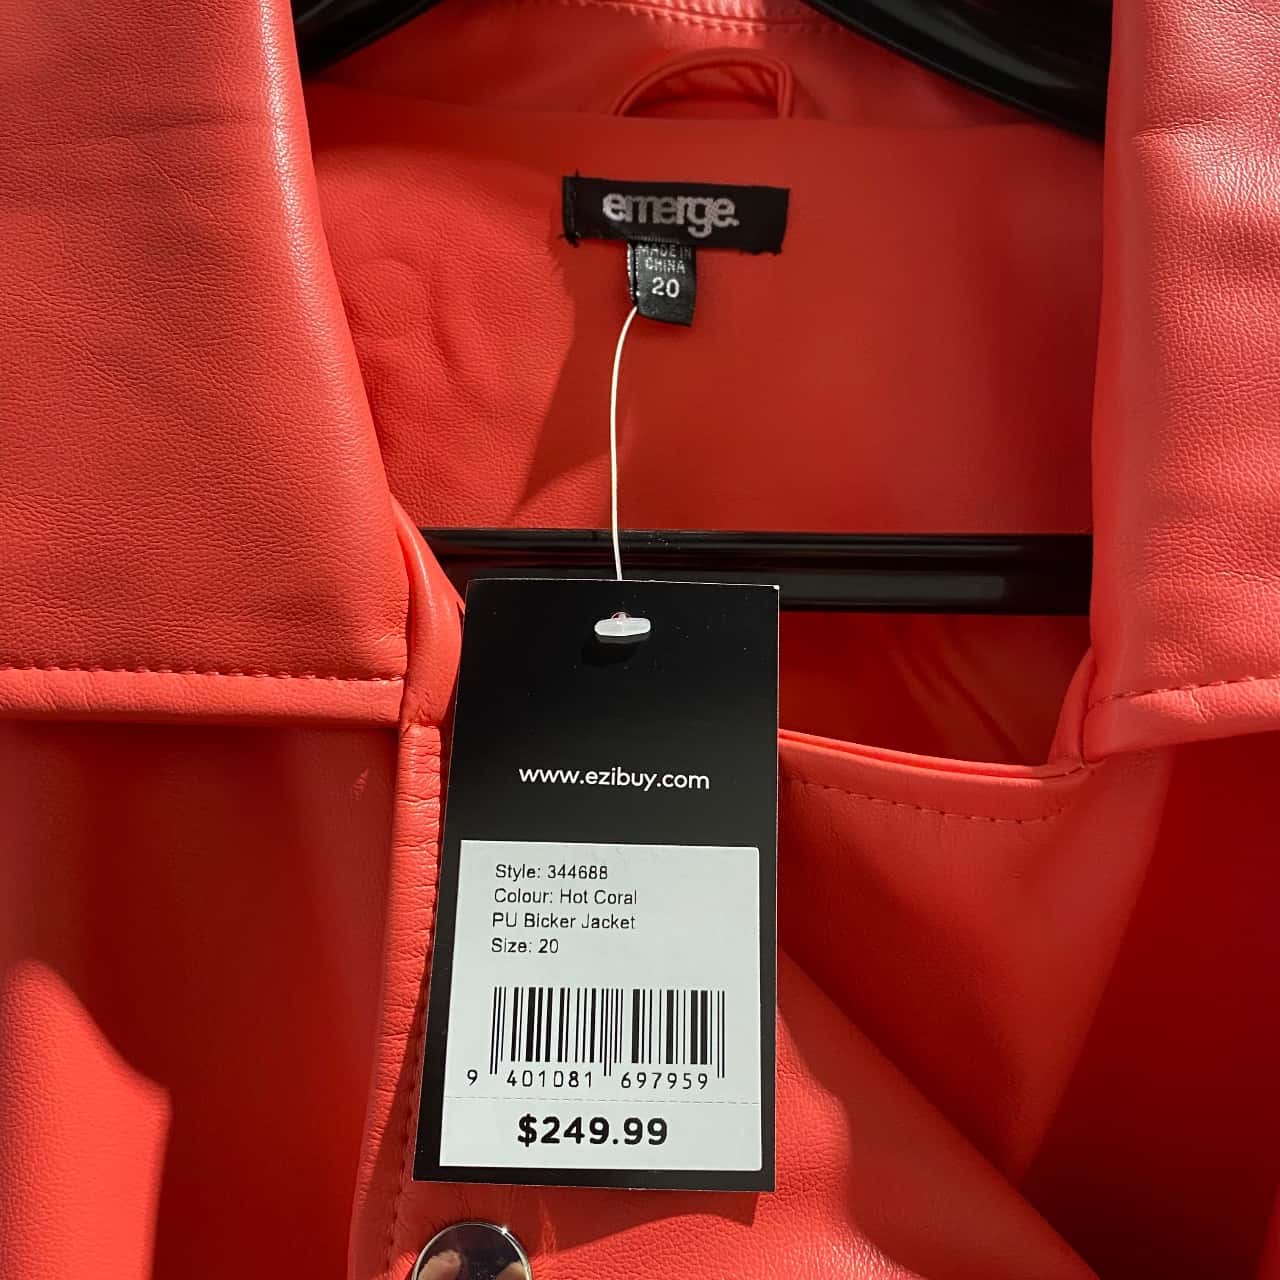 emerge.
MADE IN
CHINA
20
www.ezibuy.com
Style: 344688
Colour: Hot Coral
PU Bicker Jacket
Size: 20
9 401081 697959
$249.99